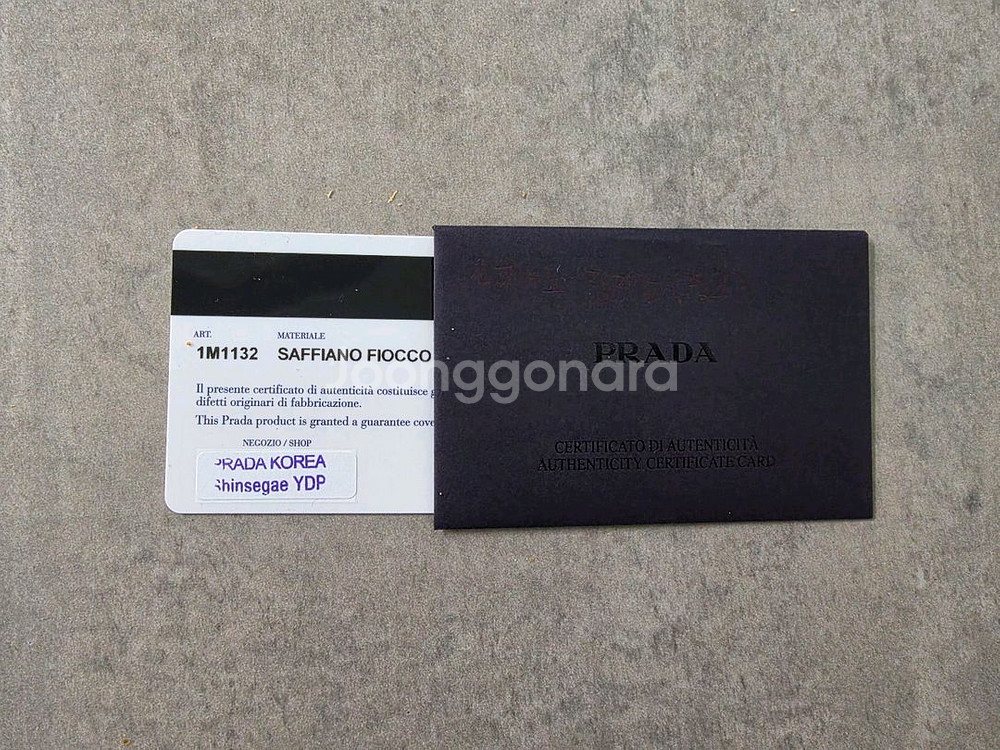 ART. MATERIALE
1M1132 SAFFIANO FIOCCO
Il presente certificato di autenticità costituisce
difetti originari di fabbricazione.
This Prada product is granted a guarantee cove
NEGOZIO / SHOP
PRADA KOREA
Shinsegae YDP
PRADA
Joonggonara
CERTIFICATO DI AUTENTICITÀ
AUTHENTICITY CERTIFICATE CARD